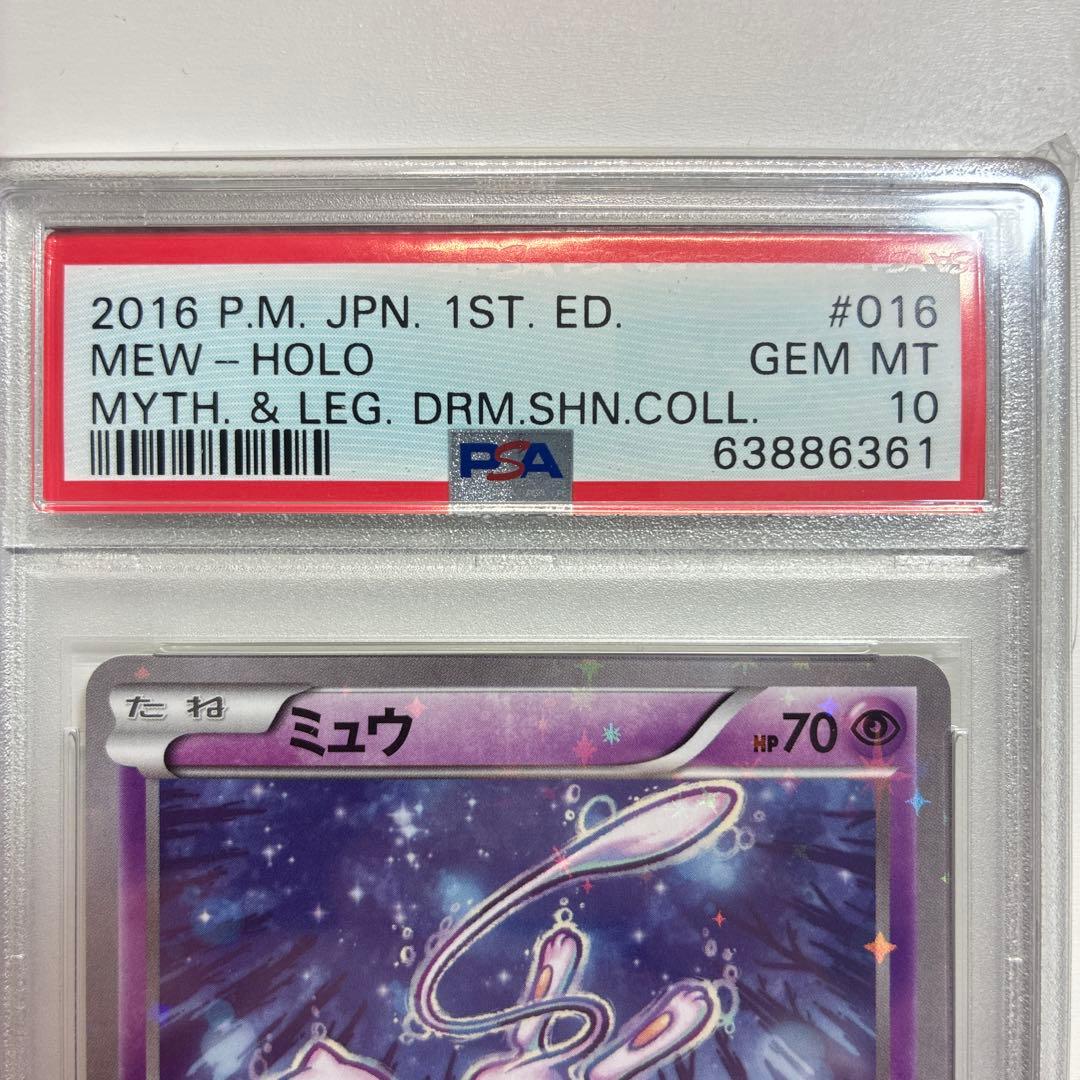 2016 P.M. JPN. 1ST. ED. #016
MEW - HOLO GEM MT
MYTH. & LEG. DRM.SHN.COLL. 10
PSA 63886361
たね ミュウ HP70